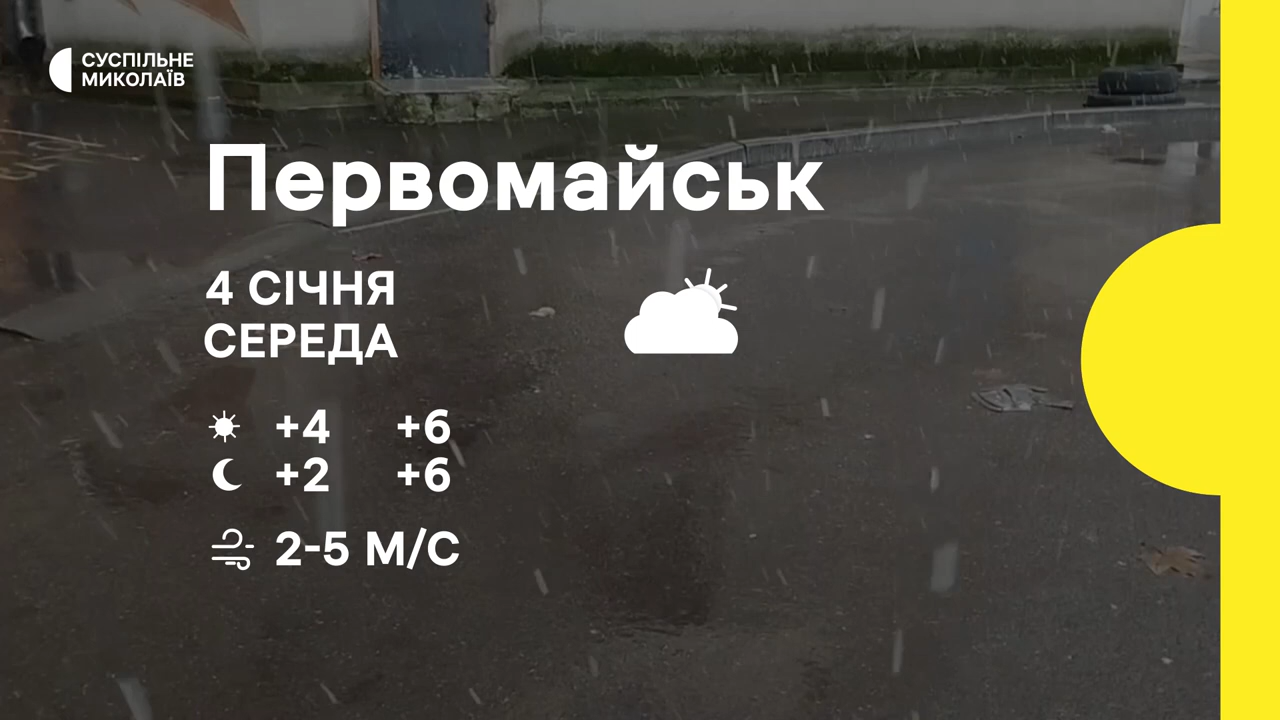 СУСПІЛЬНЕ
МИКОЛАЇВ
Первомайськ
4 СІЧНЯ
СЕРЕДА
+4 +6
+2 +6
2-5 М/С